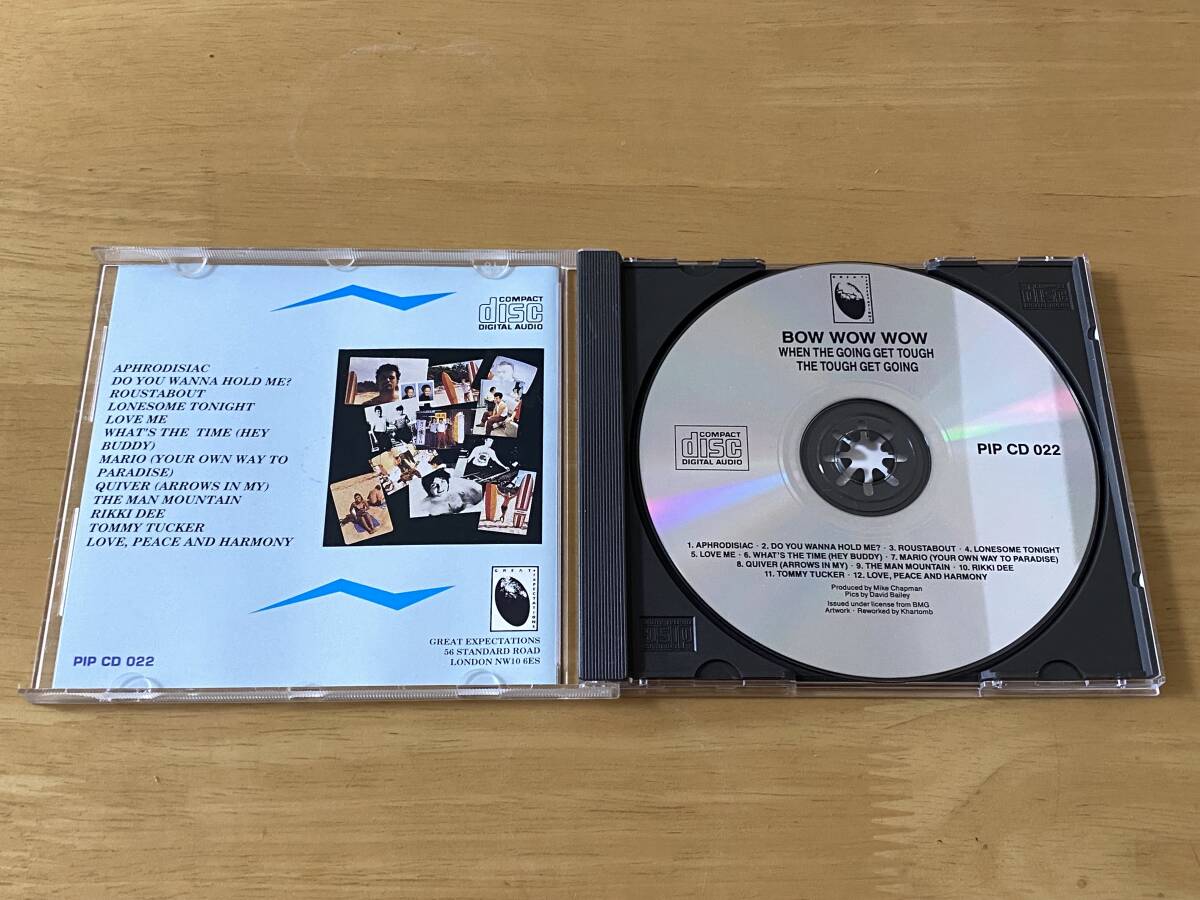 COMPACT
disc
DIGITAL AUDIO
APHRODISIAC
DO YOU WANNA HOLD ME?
ROUSTABOUT
LONESOME TONIGHT
LOVE ME
WHAT'S THE TIME (HEY
BUDDY)
MARIO (YOUR OWN WAY TO
PARADISE)
QUIVER (ARROWS IN MY)
THE MAN MOUNTAIN
RIKKI DEE
TOMMY TUCKER
LOVE, PEACE AND HARMONY
GREAT
EXPECTATIONS
GREAT EXPECTATIONS
56 STANDARD ROAD
LONDON NW10 6ES
PIP CD 022
GREAT
EXPECTATIONS
BOW WOW WOW
WHEN THE GOING GET TOUGH
THE TOUGH GET GOING
COMPACT
disc
DIGITAL AUDIO
PIP CD 022
1. APHRODISIAC · 2. DO YOU WANNA HOLD ME? · 3. ROUSTABOUT · 4. LONESOME TONIGHT
5. LOVE ME · 6. WHAT'S THE TIME (HEY BUDDY) · 7. MARIO (YOUR OWN WAY TO PARADISE)
8. QUIVER (ARROWS IN MY) · 9. THE MAN MOUNTAIN · 10. RIKKI DEE
11. TOMMY TUCKER · 12. LOVE, PEACE AND HARMONY
Produced by Mike Chapman
Pics by David Bailey
Issued under license from BMG
Artwork · Reworked by Khartomb
disc
disc